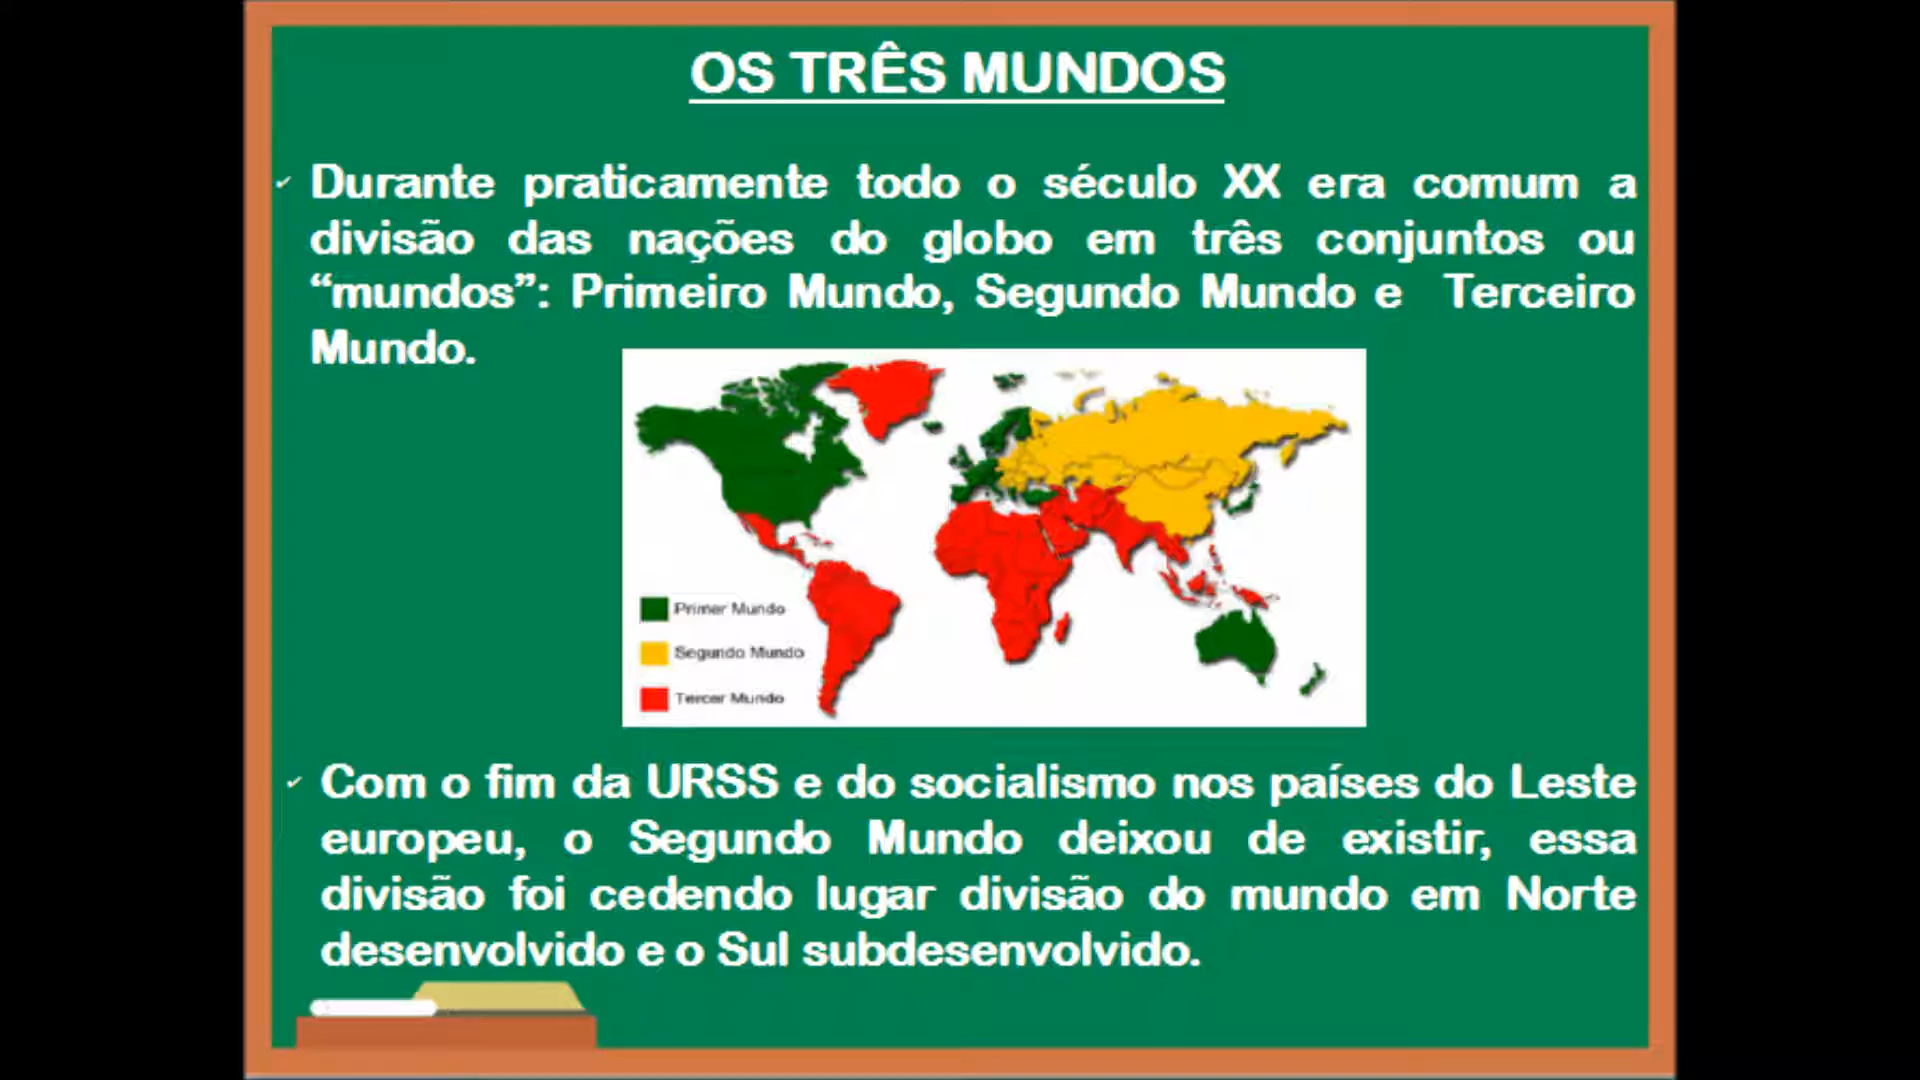 OS TRÊS MUNDOS
✓ Durante praticamente todo o século XX era comum a
divisão das nações do globo em três conjuntos ou
“mundos”: Primeiro Mundo, Segundo Mundo e Terceiro
Mundo.
Primer Mundo
Segundo Mundo
Tercer Mundo
✓ Com o fim da URSS e do socialismo nos países do Leste
europeu, o Segundo Mundo deixou de existir, essa
divisão foi cedendo lugar divisão do mundo em Norte
desenvolvido e o Sul subdesenvolvido.